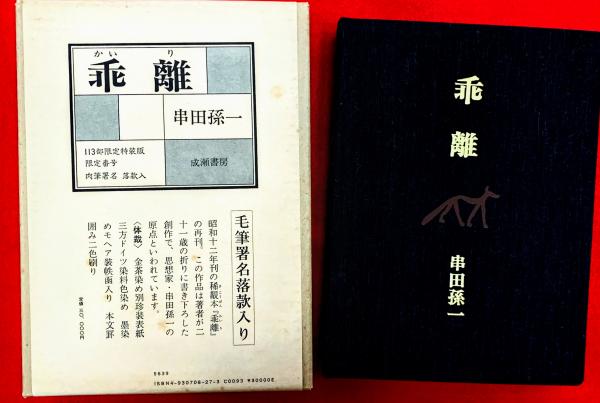 かいり
乖離
串田孫一
113部限定特装版
限定番号
肉筆署名 落款入
成瀬書房
毛筆署名落款入り
昭和十二年刊の稀覯本『乖離』
の再刊。この作品は著者が二
十一歳の折りに書き下ろした
創作で、思想家・串田孫一の
原点といわれています。
〈体裁〉 金茶染め別珍装表紙
三方ドイツ染料色染め 墨染
めモヘア装帙函入り 本文罫
囲み二色刷り
定価 30,000円
5639
ISBN4-930708-27-3 C0093 ¥30000E
乖離
串田孫一